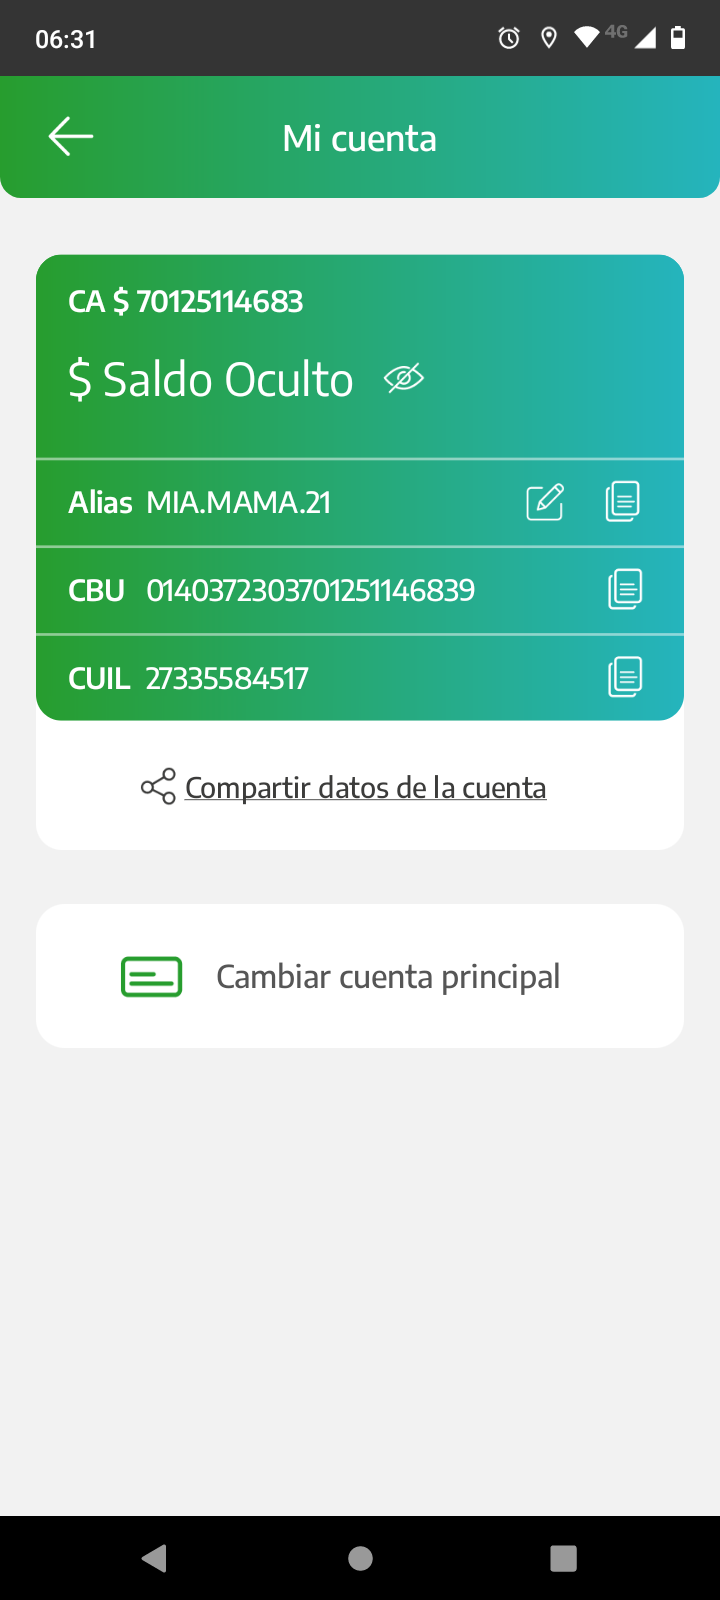 06:31
4G
Mi cuenta
CA $ 70125114683
$ Saldo Oculto
Alias MIA.MAMA.21
CBU 0140372303701251146839
CUIL 27335584517
Compartir datos de la cuenta
Cambiar cuenta principal